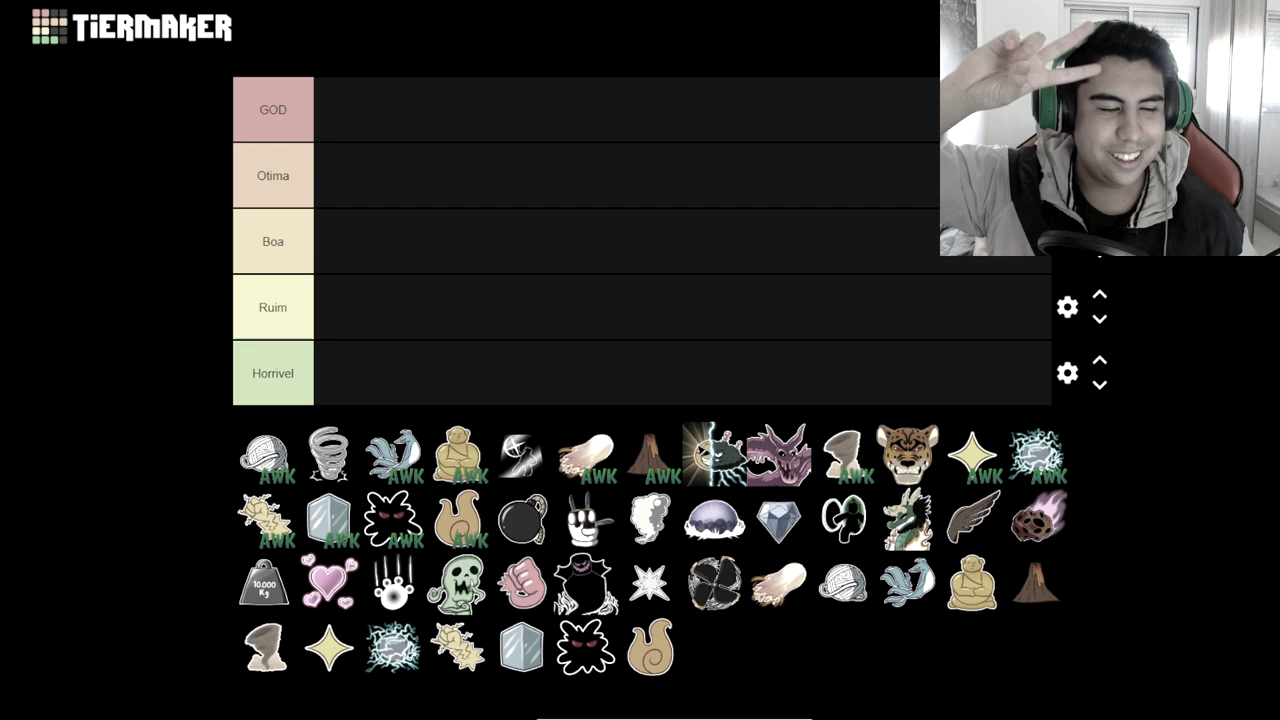 TiERMAKER
GOD
Otima
Boa
Ruim
Horrivel
AWK AWK AWK AWK AWK AWK AWK AWK
AWK AWK AWK AWK
10.000
Kg